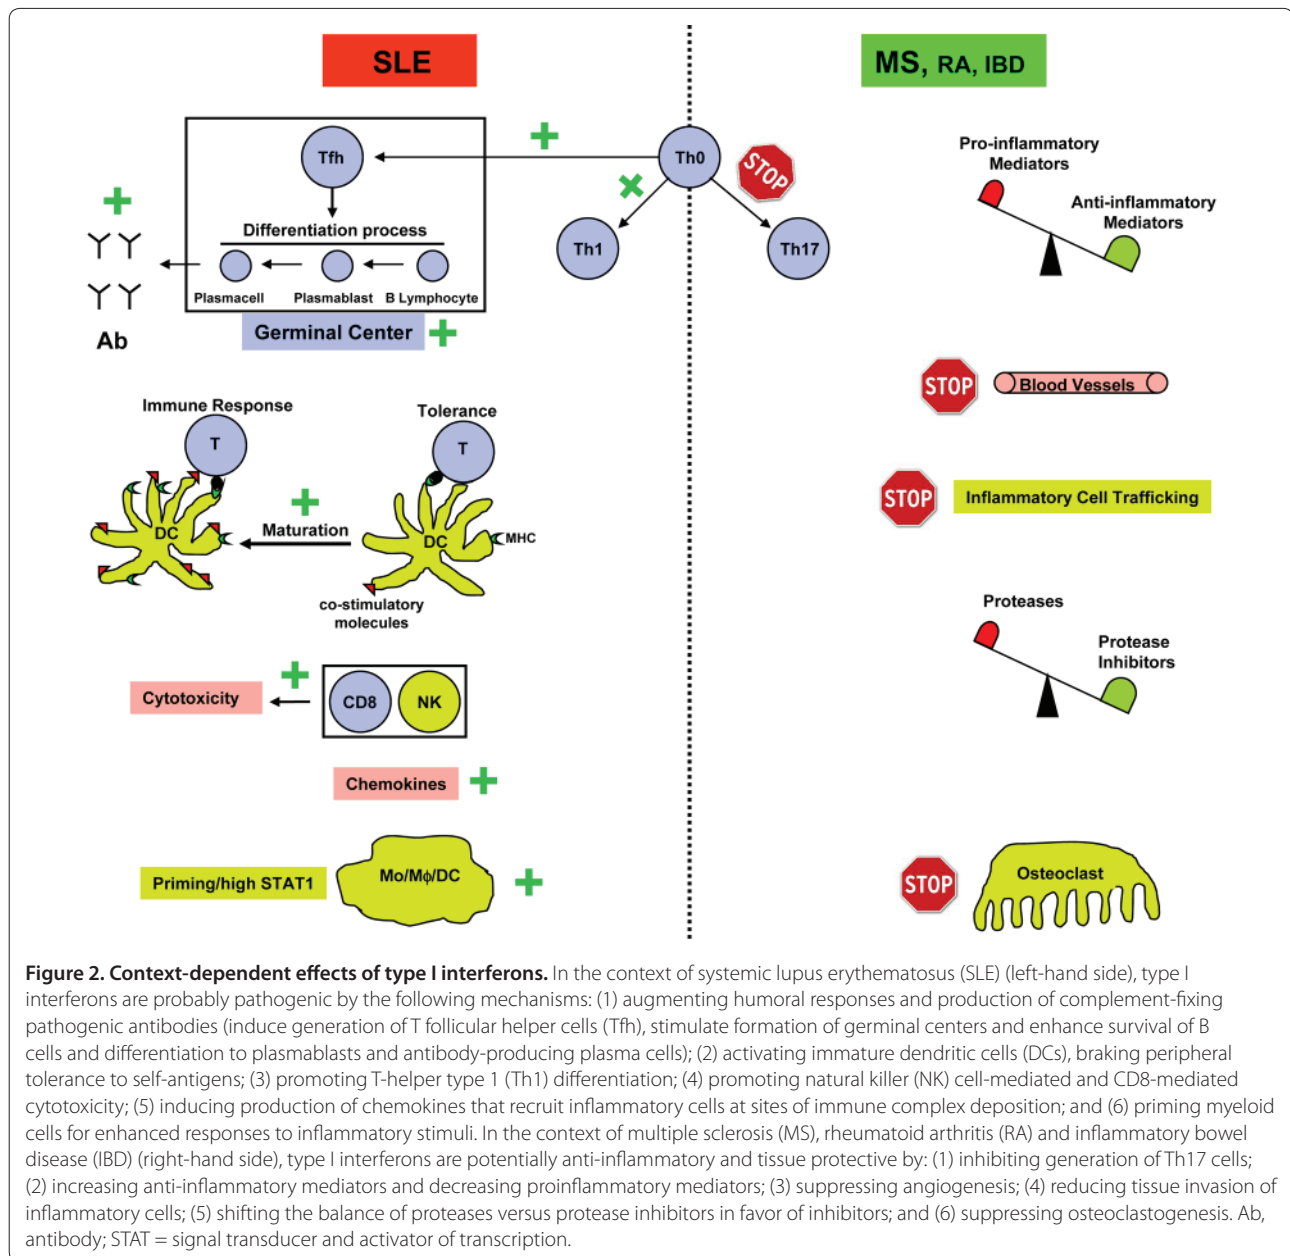 SLE
MS, RA, IBD
Tfh
Th0
STOP
Th1
Th17
Differentiation process
Plasmacell Plasmablast B Lymphocyte
Germinal Center
Ab
Pro-inflammatory
Mediators
Anti-inflammatory
Mediators
STOP
Blood Vessels
Immune Response
T
DC
Maturation
Tolerance
T
DC
MHC
co-stimulatory
molecules
STOP
Inflammatory Cell Trafficking
Proteases
Protease
Inhibitors
Cytotoxicity
CD8
NK
Chemokines
Priming/high STAT1
Mo/Mϕ/DC
STOP
Osteoclast
Figure 2. Context-dependent effects of type I interferons. In the context of systemic lupus erythematosus (SLE) (left-hand side), type I
interferons are probably pathogenic by the following mechanisms: (1) augmenting humoral responses and production of complement-fixing
pathogenic antibodies (induce generation of T follicular helper cells (Tfh), stimulate formation of germinal centers and enhance survival of B
cells and differentiation to plasmablasts and antibody-producing plasma cells); (2) activating immature dendritic cells (DCs), braking peripheral
tolerance to self-antigens; (3) promoting T-helper type 1 (Th1) differentiation; (4) promoting natural killer (NK) cell-mediated and CD8-mediated
cytotoxicity; (5) inducing production of chemokines that recruit inflammatory cells at sites of immune complex deposition; and (6) priming myeloid
cells for enhanced responses to inflammatory stimuli. In the context of multiple sclerosis (MS), rheumatoid arthritis (RA) and inflammatory bowel
disease (IBD) (right-hand side), type I interferons are potentially anti-inflammatory and tissue protective by: (1) inhibiting generation of Th17 cells;
(2) increasing anti-inflammatory mediators and decreasing proinflammatory mediators; (3) suppressing angiogenesis; (4) reducing tissue invasion of
inflammatory cells; (5) shifting the balance of proteases versus protease inhibitors in favor of inhibitors; and (6) suppressing osteoclastogenesis. Ab,
antibody; STAT = signal transducer and activator of transcription.